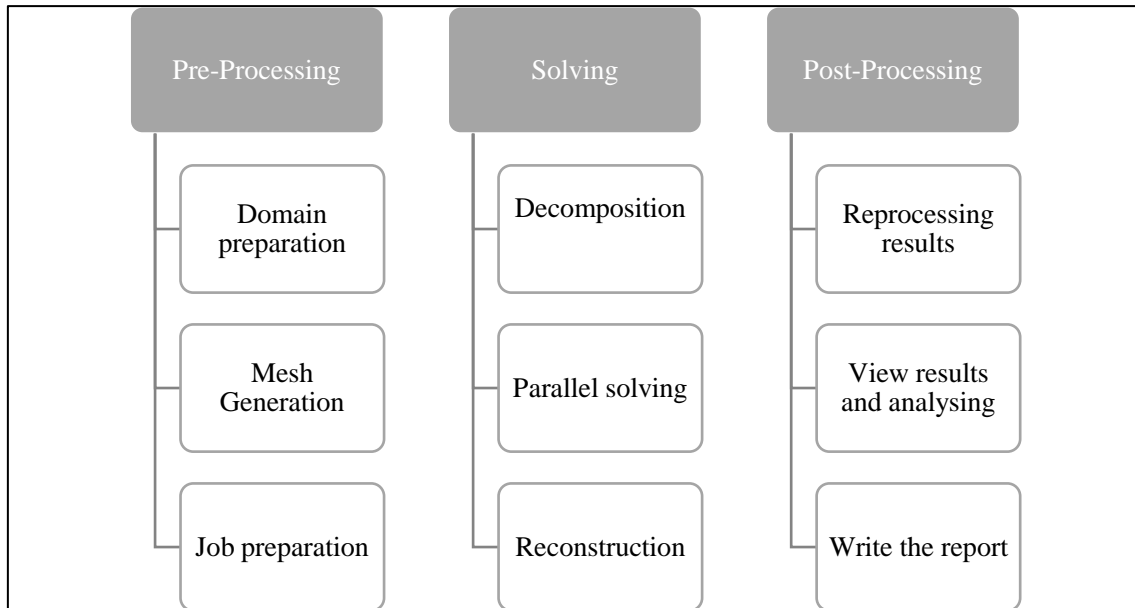 Pre-Processing
Domain
preparation
Mesh
Generation
Job preparation
Solving
Decomposition
Parallel solving
Reconstruction
Post-Processing
Reprocessing
results
View results
and analysing
Write the report